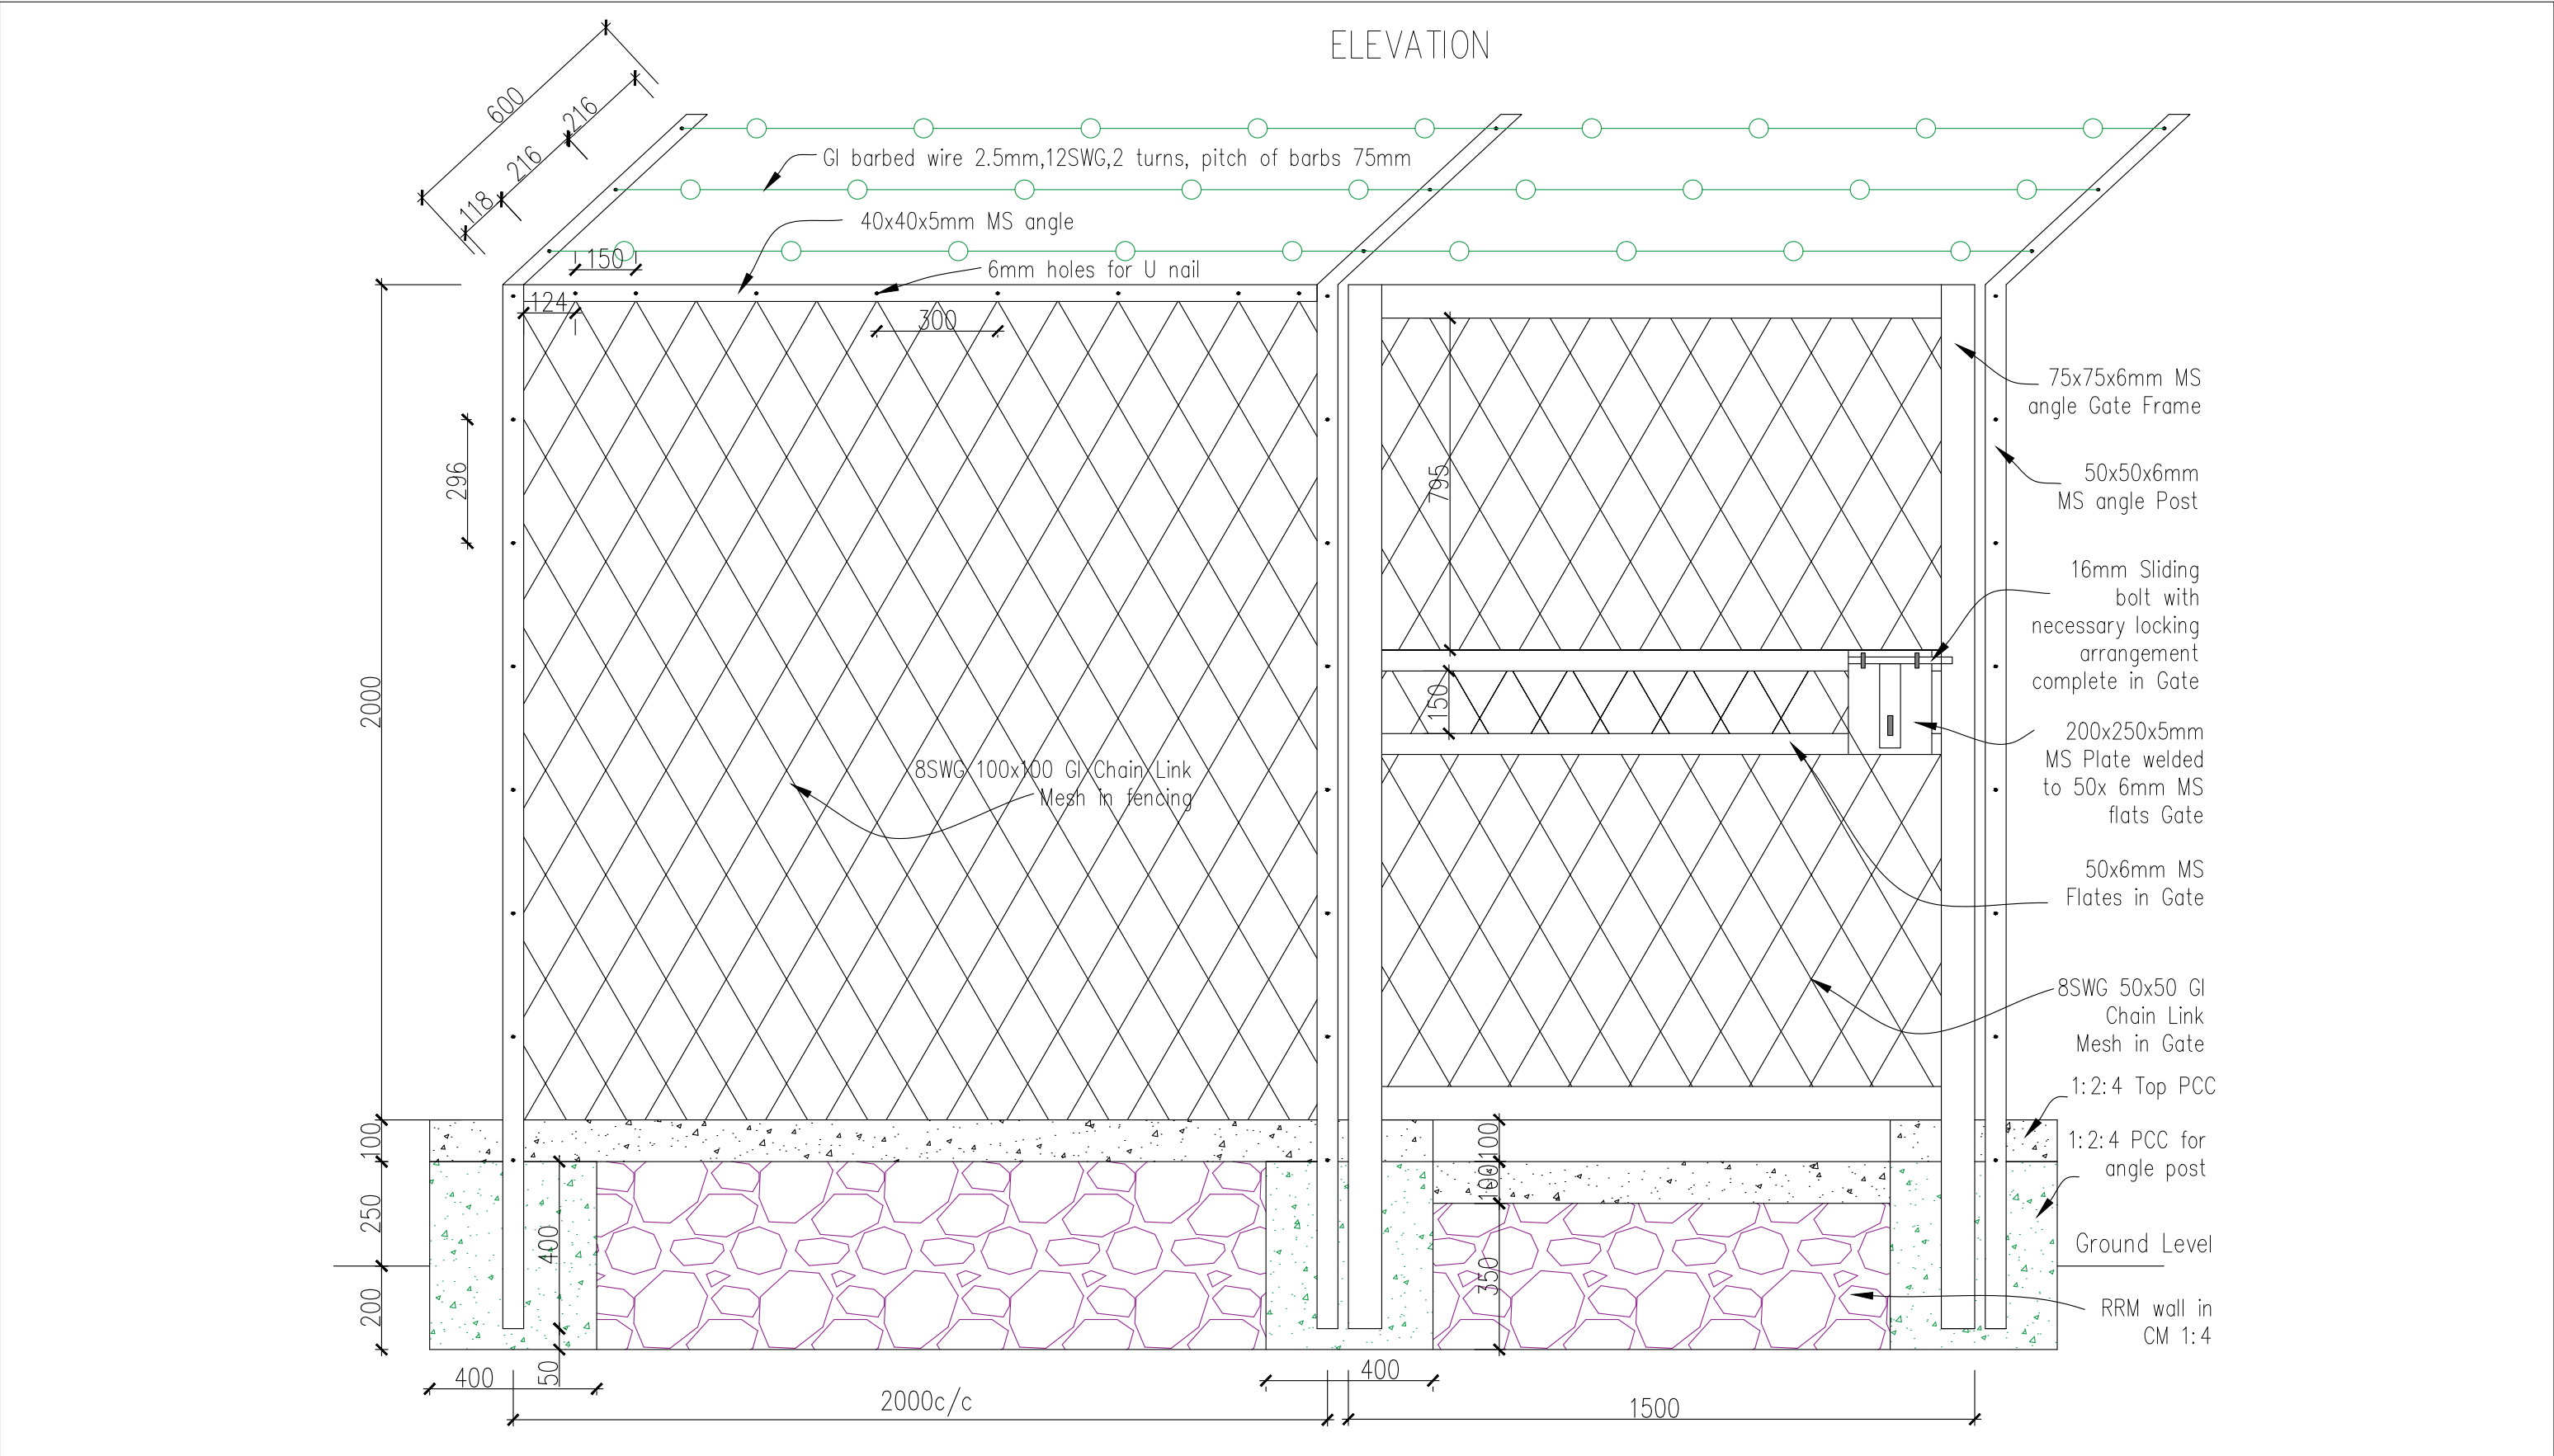 ELEVATION
600
216
216
118
GI barbed wire 2.5mm,12SWG,2 turns, pitch of barbs 75mm
40x40x5mm MS angle
150
6mm holes for U nail
124
300
296
2000
795
150
8SWG 100x100 GI Chain Link
Mesh in fencing
75x75x6mm MS
angle Gate Frame
50x50x6mm
MS angle Post
16mm Sliding
bolt with
necessary locking
arrangement
complete in Gate
200x250x5mm
MS Plate welded
to 50x 6mm MS
flats Gate
50x6mm MS
Flates in Gate
8SWG 50x50 GI
Chain Link
Mesh in Gate
1:2:4 Top PCC
1:2:4 PCC for
angle post
Ground Level
RRM wall in
CM 1:4
100
250
200
400
50
100
100
350
400
2000c/c
400
1500